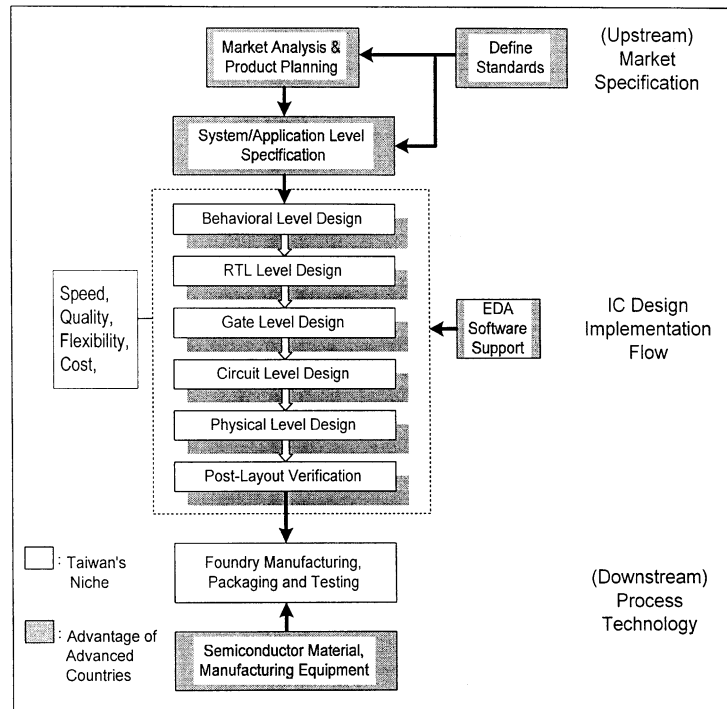 Market Analysis &
Product Planning
Define
Standards
(Upstream)
Market
Specification
System/Application Level
Specification
Behavioral Level Design
RTL Level Design
Gate Level Design
Circuit Level Design
Physical Level Design
Post-Layout Verification
Speed,
Quality,
Flexibility,
Cost,
EDA
Software
Support
IC Design
Implementation
Flow
Foundry Manufacturing,
Packaging and Testing
Semiconductor Material,
Manufacturing Equipment
: Taiwan's
Niche
: Advantage of
Advanced
Countries
(Downstream)
Process
Technology